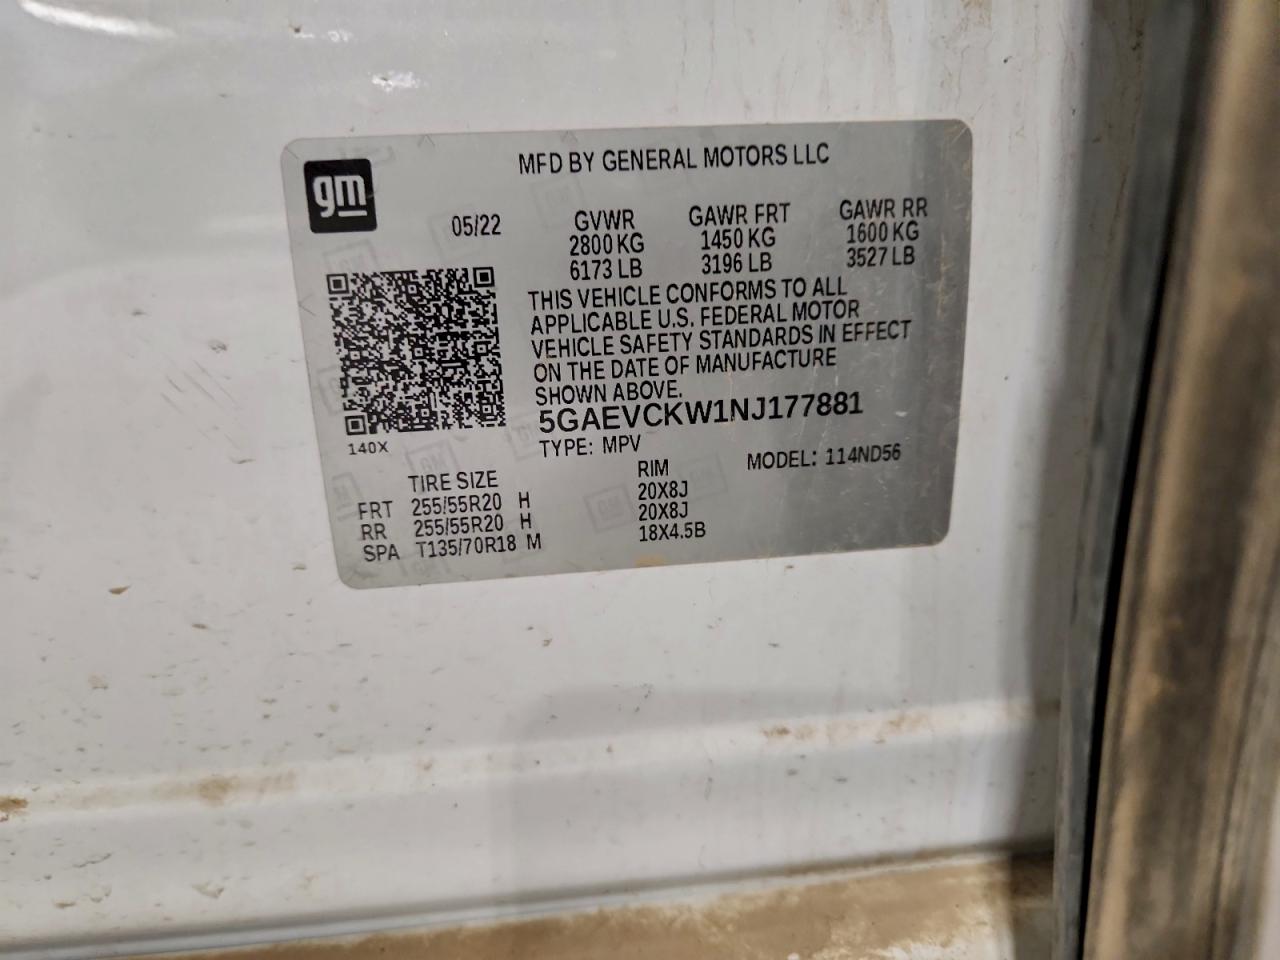 MFD BY GENERAL MOTORS LLC
gm
05/22 GVWR GAWR FRT GAWR RR
2800 KG 1450 KG 1600 KG
6173 LB 3196 LB 3527 LB
THIS VEHICLE CONFORMS TO ALL
APPLICABLE U.S. FEDERAL MOTOR
VEHICLE SAFETY STANDARDS IN EFFECT
ON THE DATE OF MANUFACTURE
SHOWN ABOVE.
5GAEVCKW1NJ177881
140X
TYPE: MPV MODEL: 114ND56
TIRE SIZE RIM
FRT 255/55R20 H 20X8J
RR 255/55R20 H 20X8J
SPA T135/70R18 M 18X4.5B